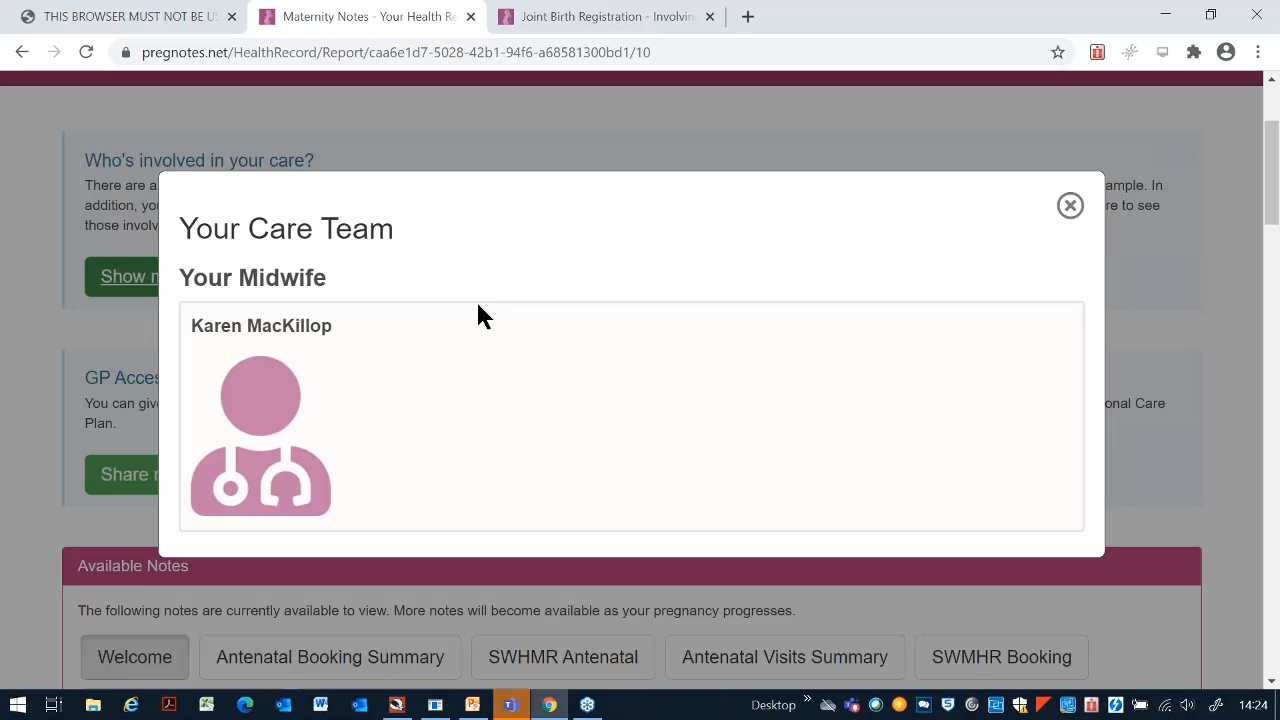 THIS BROWSER MUST NOT BE U
Maternity Notes - Your Health Re
Joint Birth Registration - Involvin
pregnotes.net/HealthRecord/Report/caa6e1d7-5028-42b1-94f6-a68581300bd1/10
Who's involved in your care?
There are a
ample. In
addition, you
re to see
those involv
Show m
Your Care Team
Your Midwife
Karen MacKillop
GP Acces
You can give
onal Care
Plan.
Share r
Available Notes
The following notes are currently available to view. More notes will become available as your pregnancy progresses.
Welcome
Antenatal Booking Summary
SWHMR Antenatal
Antenatal Visits Summary
SWMHR Booking
Desktop
14:24